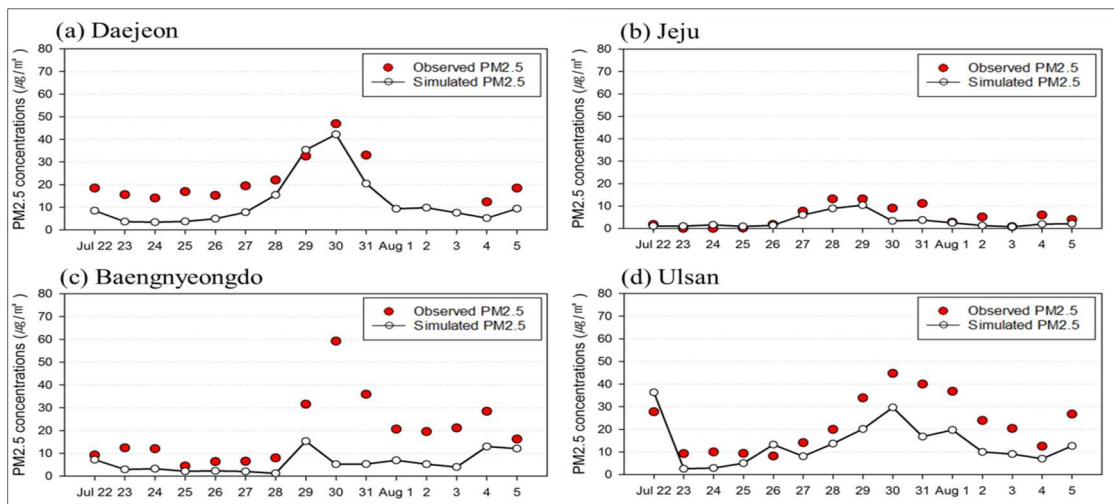 (a) Daejeon
PM2.5 concentrations (㎍/㎥)
80
70
60
50
40
30
20
10
0
Observed PM2.5
Simulated PM2.5
Jul 22 23 24 25 26 27 28 29 30 31 Aug 1 2 3 4 5
(b) Jeju
PM2.5 concentrations (㎍/㎥)
80
70
60
50
40
30
20
10
0
Observed PM2.5
Simulated PM2.5
Jul 22 23 24 25 26 27 28 29 30 31 Aug 1 2 3 4 5
(c) Baengnyeongdo
PM2.5 concentrations (㎍/㎥)
80
70
60
50
40
30
20
10
0
Observed PM2.5
Simulated PM2.5
Jul 22 23 24 25 26 27 28 29 30 31 Aug 1 2 3 4 5
(d) Ulsan
PM2.5 concentrations (㎍/㎥)
80
70
60
50
40
30
20
10
0
Observed PM2.5
Simulated PM2.5
Jul 22 23 24 25 26 27 28 29 30 31 Aug 1 2 3 4 5